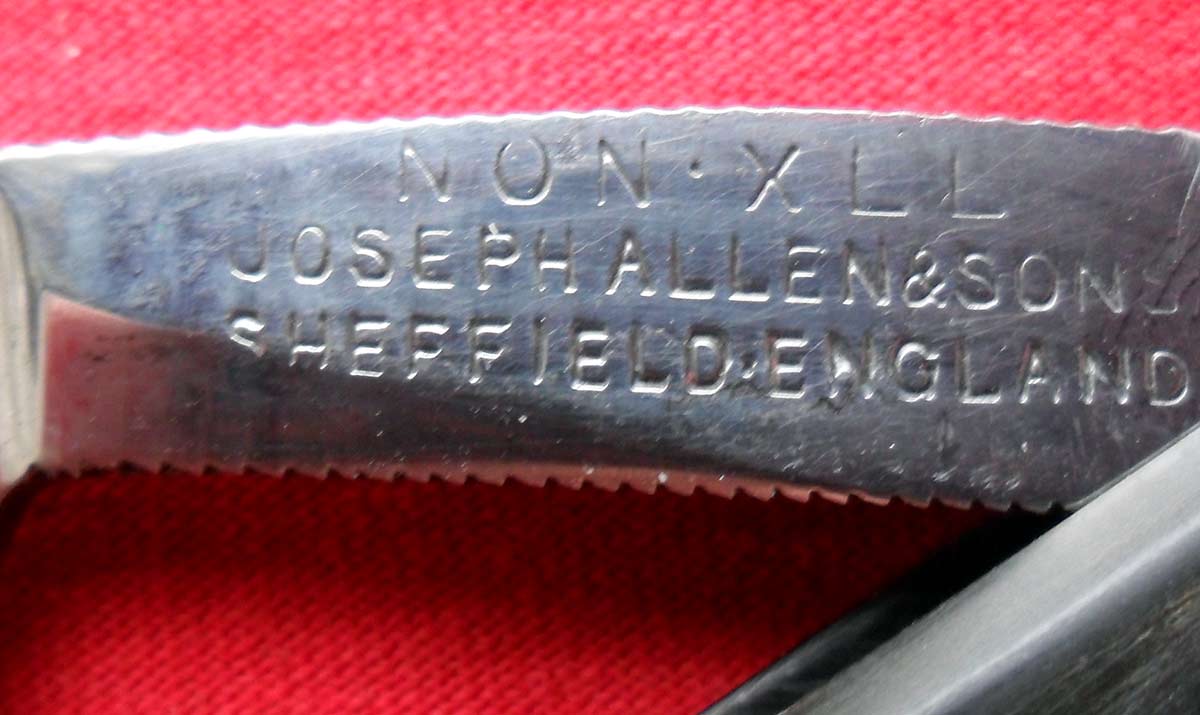 NON·XLL
JOSEPH ALLEN & SONS
SHEFFIELD·ENGLAND